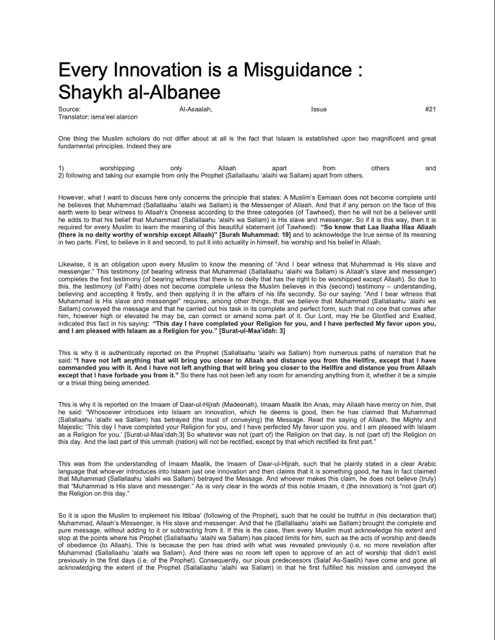 Every Innovation is a Misguidance :
Shaykh al-Albanee
Source: Al-Asaalah, Issue #21
Translator: isma'eel alarcon
One thing the Muslim scholars do not differ about at all is the fact that Islaam is established upon two magnificent and great
fundamental principles. Indeed they are
1) worshipping only Allaah apart from others and
2) following and taking our example from only the Prophet (Sallallaahu 'alaihi wa Sallam) apart from others.
However, what I want to discuss here only concerns the principle that states: A Muslim's Eemaan does not become complete until
he believes that Muhammad (Sallallaahu 'alaihi wa Sallam) is the Messenger of Allaah. And that if any person on the face of this
earth were to bear witness to Allaah's Oneness according to the three categories (of Tawheed), then he will not be a believer until
he adds to that his belief that Muhammad (Sallallaahu 'alaihi wa Sallam) is His slave and messenger. So if it is this way, then it is
required for every Muslim to learn the meaning of this beautiful statement (of Tawheed): "So know that Laa Ilaaha Illaa Allaah
(there is no deity worthy of worship except Allaah)" [Surah Muhammad: 19] and to acknowledge the true sense of its meaning
in two parts. First, to believe in it and second, to put it into actuality in himself, his worship and his belief in Allaah.
Likewise, it is an obligation upon every Muslim to know the meaning of "And I bear witness that Muhammad is His slave and
messenger." This testimony (of bearing witness that Muhammad (Sallallaahu 'alaihi wa Sallam) is Allaah's slave and messenger)
completes the first testimony (of bearing witness that there is no deity that has the right to be worshipped except Allaah). So due to
this, the testimony (of Faith) does not become complete unless the Muslim believes in this (second) testimony – understanding,
believing and accepting it firstly, and then applying it in the affairs of his life secondly. So our saying: "And I bear witness that
Muhammad is His slave and messenger" requires, among other things, that we believe that Muhammad (Sallallaahu 'alaihi wa
Sallam) conveyed the message and that he carried out this task in its complete and perfect form, such that no one that comes after
him, however high or elevated he may be, can correct or amend some part of it. Our Lord, may He be Glorified and Exalted,
indicated this fact in his saying: "This day I have completed your Religion for you, and I have perfected My favor upon you,
and I am pleased with Islaam as a Religion for you." [Surat-ul-Maa'idah: 3]
This is why it is authentically reported on the Prophet (Sallallaahu 'alaihi wa Sallam) from numerous paths of narration that he
said: "I have not left anything that will bring you closer to Allaah and distance you from the Hellfire, except that I have
commanded you with it. And I have not left anything that will bring you closer to the Hellfire and distance you from Allaah
except that I have forbade you from it." So there has not been left any room for amending anything from it, whether it be a simple
or a trivial thing being amended.
This is why it is reported on the Imaam of Daar-ul-Hijrah (Madeenah), Imaam Maalik Ibn Anas, may Allaah have mercy on him, that
he said: "Whosoever introduces into Islaam an innovation, which he deems is good, then he has claimed that Muhammad
(Sallallaahu 'alaihi wa Sallam) has betrayed (the trust of conveying) the Message. Read the saying of Allaah, the Mighty and
Majestic: 'This day I have completed your Religion for you, and I have perfected My favor upon you, and I am pleased with Islaam
as a Religion for you.' [Surat-ul-Maa'idah:3] So whatever was not (part of) the Religion on that day, is not (part of) the Religion on
this day. And the last part of this ummah (nation) will not be rectified, except by that which rectified its first part."
This was from the understanding of Imaam Maalik, the Imaam of Daar-ul-Hijrah, such that he plainly stated in a clear Arabic
language that whoever introduces into Islaam just one innovation and then claims that it is something good, he has in fact claimed
that Muhammad (Sallallaahu 'alaihi wa Sallam) betrayed the Message. And whoever makes this claim, he does not believe (truly)
that "Muhammad is His slave and messenger." As is very clear in the words of this noble Imaam, it (the innovation) is "not (part of)
the Religion on this day."
So it is upon the Muslim to implement his Ittibaa' (following of the Prophet), such that he could be truthful in (his declaration that)
Muhammad, Allaah's Messenger, is His slave and messenger. And that he (Sallallaahu 'alaihi wa Sallam) brought the complete and
pure message, without adding to it or subtracting from it. If this is the case, then every Muslim must acknowledge his extent and
stop at the points where his Prophet (Sallallaahu 'alaihi wa Sallam) has placed limits for him, such as the acts of worship and deeds
of obedience (to Allaah). This is because the pen has dried with what was revealed previously (i.e. no more revelation after
Muhammad (Sallallaahu 'alaihi wa Sallam). And there was no room left open to approve of an act of worship that didn't exist
previously in the first days (i.e. of the Prophet). Consequently, our pious predecessors (Salaf As-Saalih) have come and gone all
acknowledging the extent of the Prophet (Sallallaahu 'alaihi wa Sallam) in that he first fulfilled his mission and conveyed the